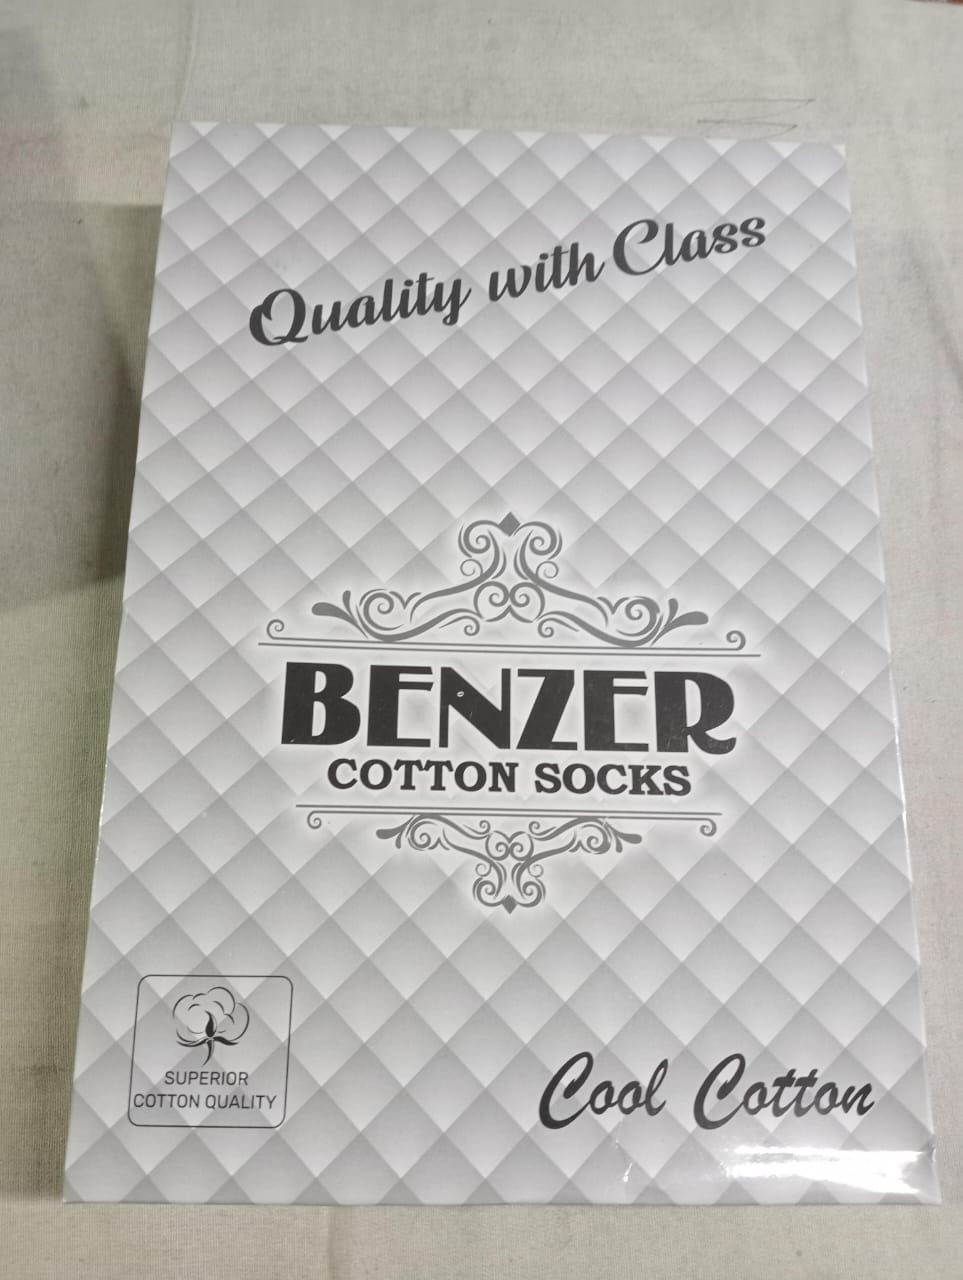 Quality with Class
BENZER
COTTON SOCKS
SUPERIOR
COTTON QUALITY
Cool Cotton